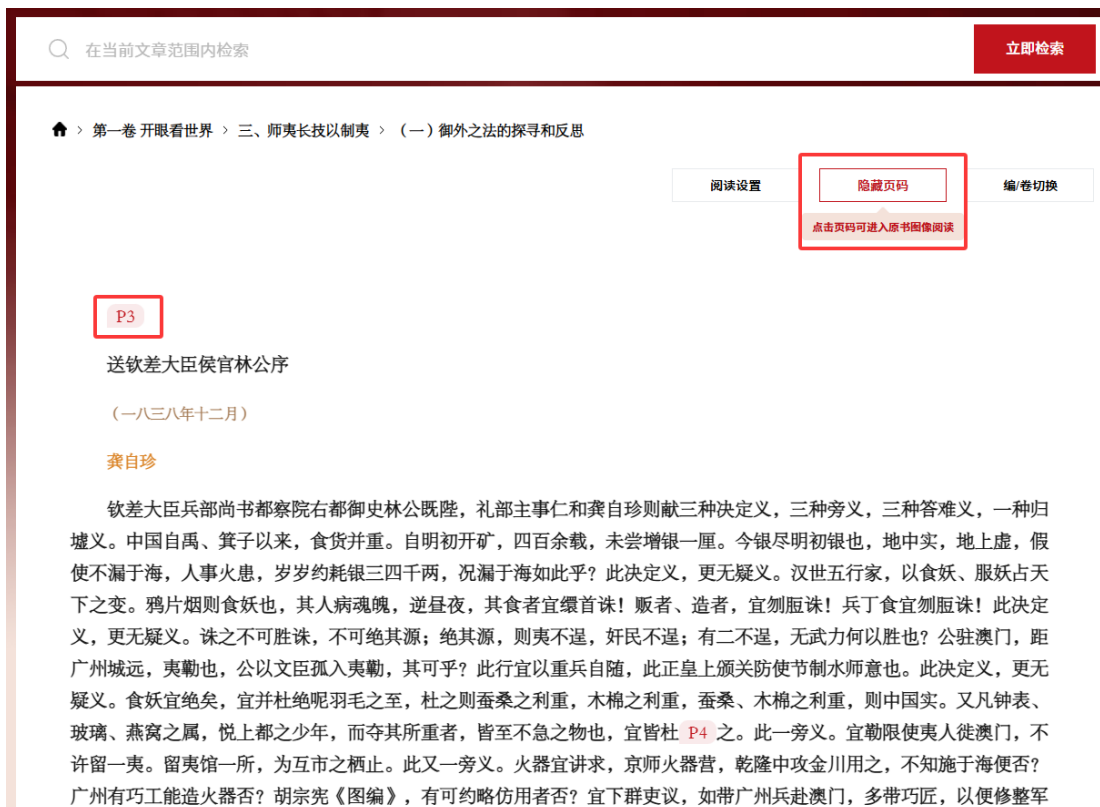 在当前文章范围内检索
立即检索
第一卷 开眼看世界 > 三、师夷长技以制夷 > （一）御外之法的探寻和反思
阅读设置
隐藏页码
编/卷切换
点击页码可进入原书图像阅读
P3
送钦差大臣侯官林公序
（一八三八年十二月）
龚自珍
钦差大臣兵部尚书都察院右都御史林公既陛，礼部主事仁和龚自珍则献三种决定义，三种旁义，三种答难义，一种归
墟义。中国自禹、箕子以来，食货并重。自明初开矿，四百余载，未尝增银一厘。今银尽明初银也，地中实，地上虚，假
使不漏于海，人事火患，岁岁约耗银三四千两，况漏于海如此乎？此决定义，更无疑义。汉世五行家，以食妖、服妖占天
下之变。鸦片烟则食妖也，其人病魂魄，逆昼夜，其食者宜缳首诛！贩者、造者，宜刎脰诛！兵丁食宜刎脰诛！此决定
义，更无疑义。诛之不可胜诛，不可绝其源；绝其源，则夷不逞，奸民不逞；有二不逞，无武力何以胜也？公驻澳门，距
广州城远，夷勷也，公以文臣孤入夷勷，其可乎？此行宜以重兵自随，此正皇上颁关防使节制水师意也。此决定义，更无
疑义。食妖宜绝矣，宜并杜绝呢羽毛之至，杜之则蚕桑之利重，木棉之利重，蚕桑、木棉之利重，则中国实。又凡钟表、
玻璃、燕窝之属，悦上都之少年，而夺其所重者，皆至不急之物也，宜皆杜 P4 之。此一旁义。宜勒限使夷人徙澳门，不
许留一夷。留夷馆一所，为互市之栖止。此又一旁义。火器宜讲求，京师火器营，乾隆中攻金川用之，不知施于海便否？
广州有巧工能造火器否？胡宗宪《图编》，有可约略仿用者否？宜下群吏议，如带广州兵赴澳门，多带巧匠，以便修整军